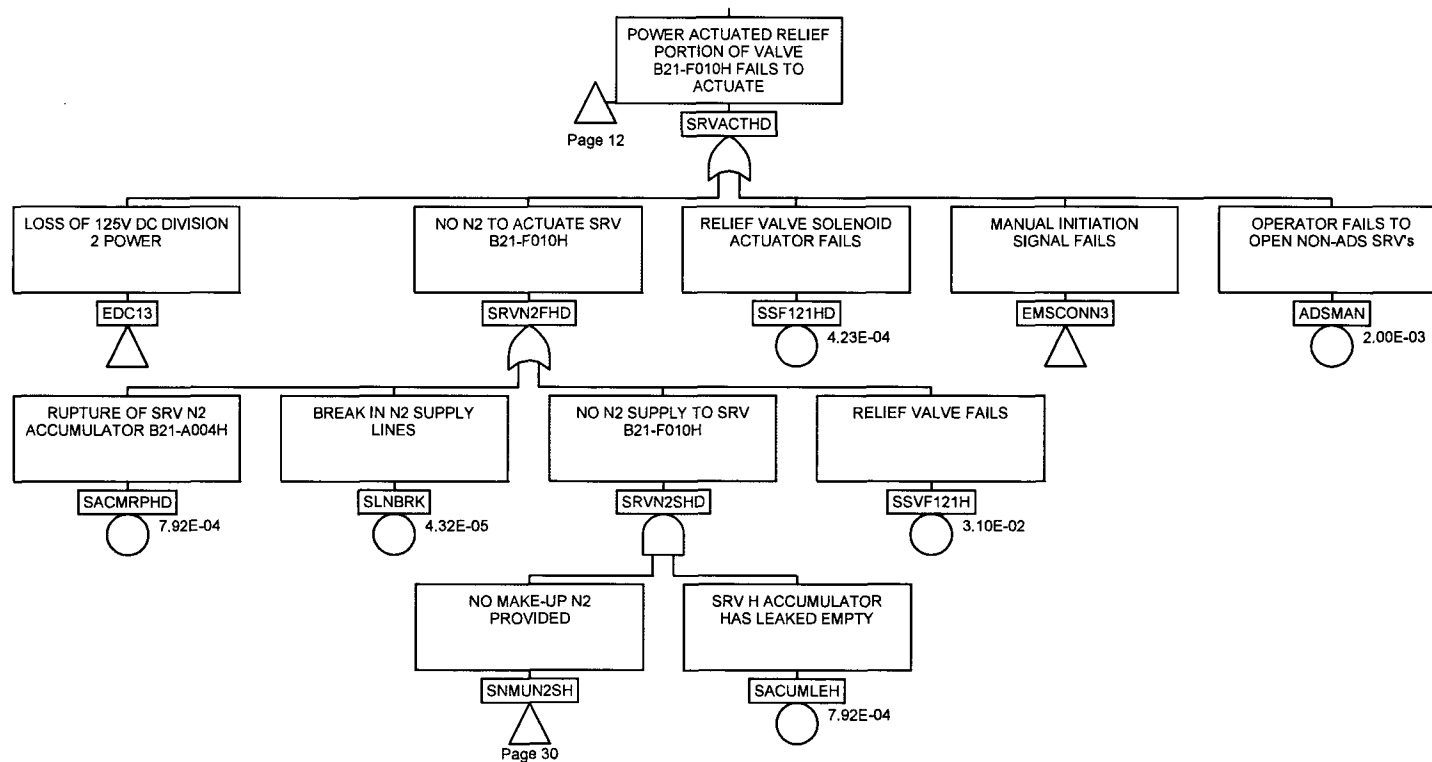 POWER ACTUATED RELIEF
PORTION OF VALVE
B21-F010H FAILS TO
ACTUATE
Page 12
SRVACTHD
LOSS OF 125V DC DIVISION
2 POWER
EDC13
NO N2 TO ACTUATE SRV
B21-F010H
SRVN2FHD
RELIEF VALVE SOLENOID
ACTUATOR FAILS
SSF121HD
4.23E-04
MANUAL INITIATION
SIGNAL FAILS
EMSCONN3
OPERATOR FAILS TO
OPEN NON-ADS SRV's
ADSMAN
2.00E-03
RUPTURE OF SRV N2
ACCUMULATOR B21-A004H
SACMRPHD
7.92E-04
BREAK IN N2 SUPPLY
LINES
SLNBRK
4.32E-05
NO N2 SUPPLY TO SRV
B21-F010H
SRVN2SHD
RELIEF VALVE FAILS
SSVF121H
3.10E-02
NO MAKE-UP N2
PROVIDED
SNMUN2SH
Page 30
SRV H ACCUMULATOR
HAS LEAKED EMPTY
SACUMLEH
7.92E-04